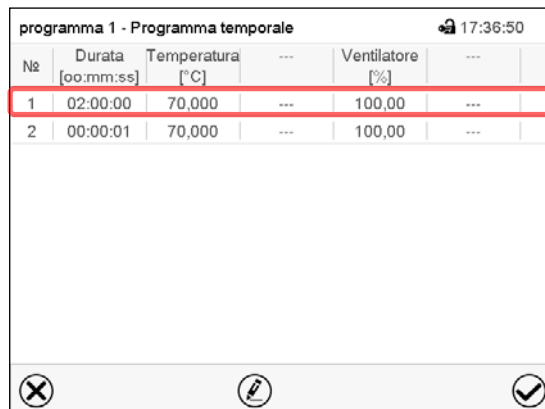 programma 1 - Programma temporale 17:36:50
№ Durata [oo:mm:ss] Temperatura [°C] --- Ventilatore [%] ---
1 02:00:00 70,000 --- 100,00 ---
2 00:00:01 70,000 --- 100,00 ---